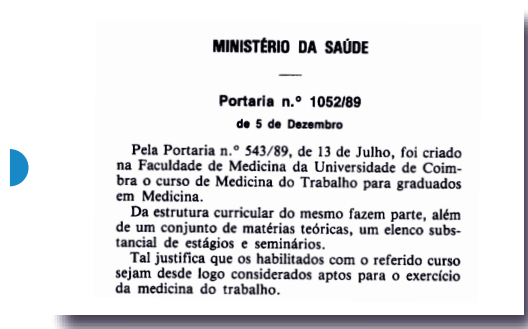 MINISTÉRIO DA SAÚDE
Portaria n.º 1052/89
de 5 de Dezembro
Pela Portaria n.º 543/89, de 13 de Julho, foi criado
na Faculdade de Medicina da Universidade de Coim-
bra o curso de Medicina do Trabalho para graduados
em Medicina.
Da estrutura curricular do mesmo fazem parte, além
de um conjunto de matérias teóricas, um elenco subs-
tancial de estágios e seminários.
Tal justifica que os habilitados com o referido curso
sejam desde logo considerados aptos para o exercício
da medicina do trabalho.